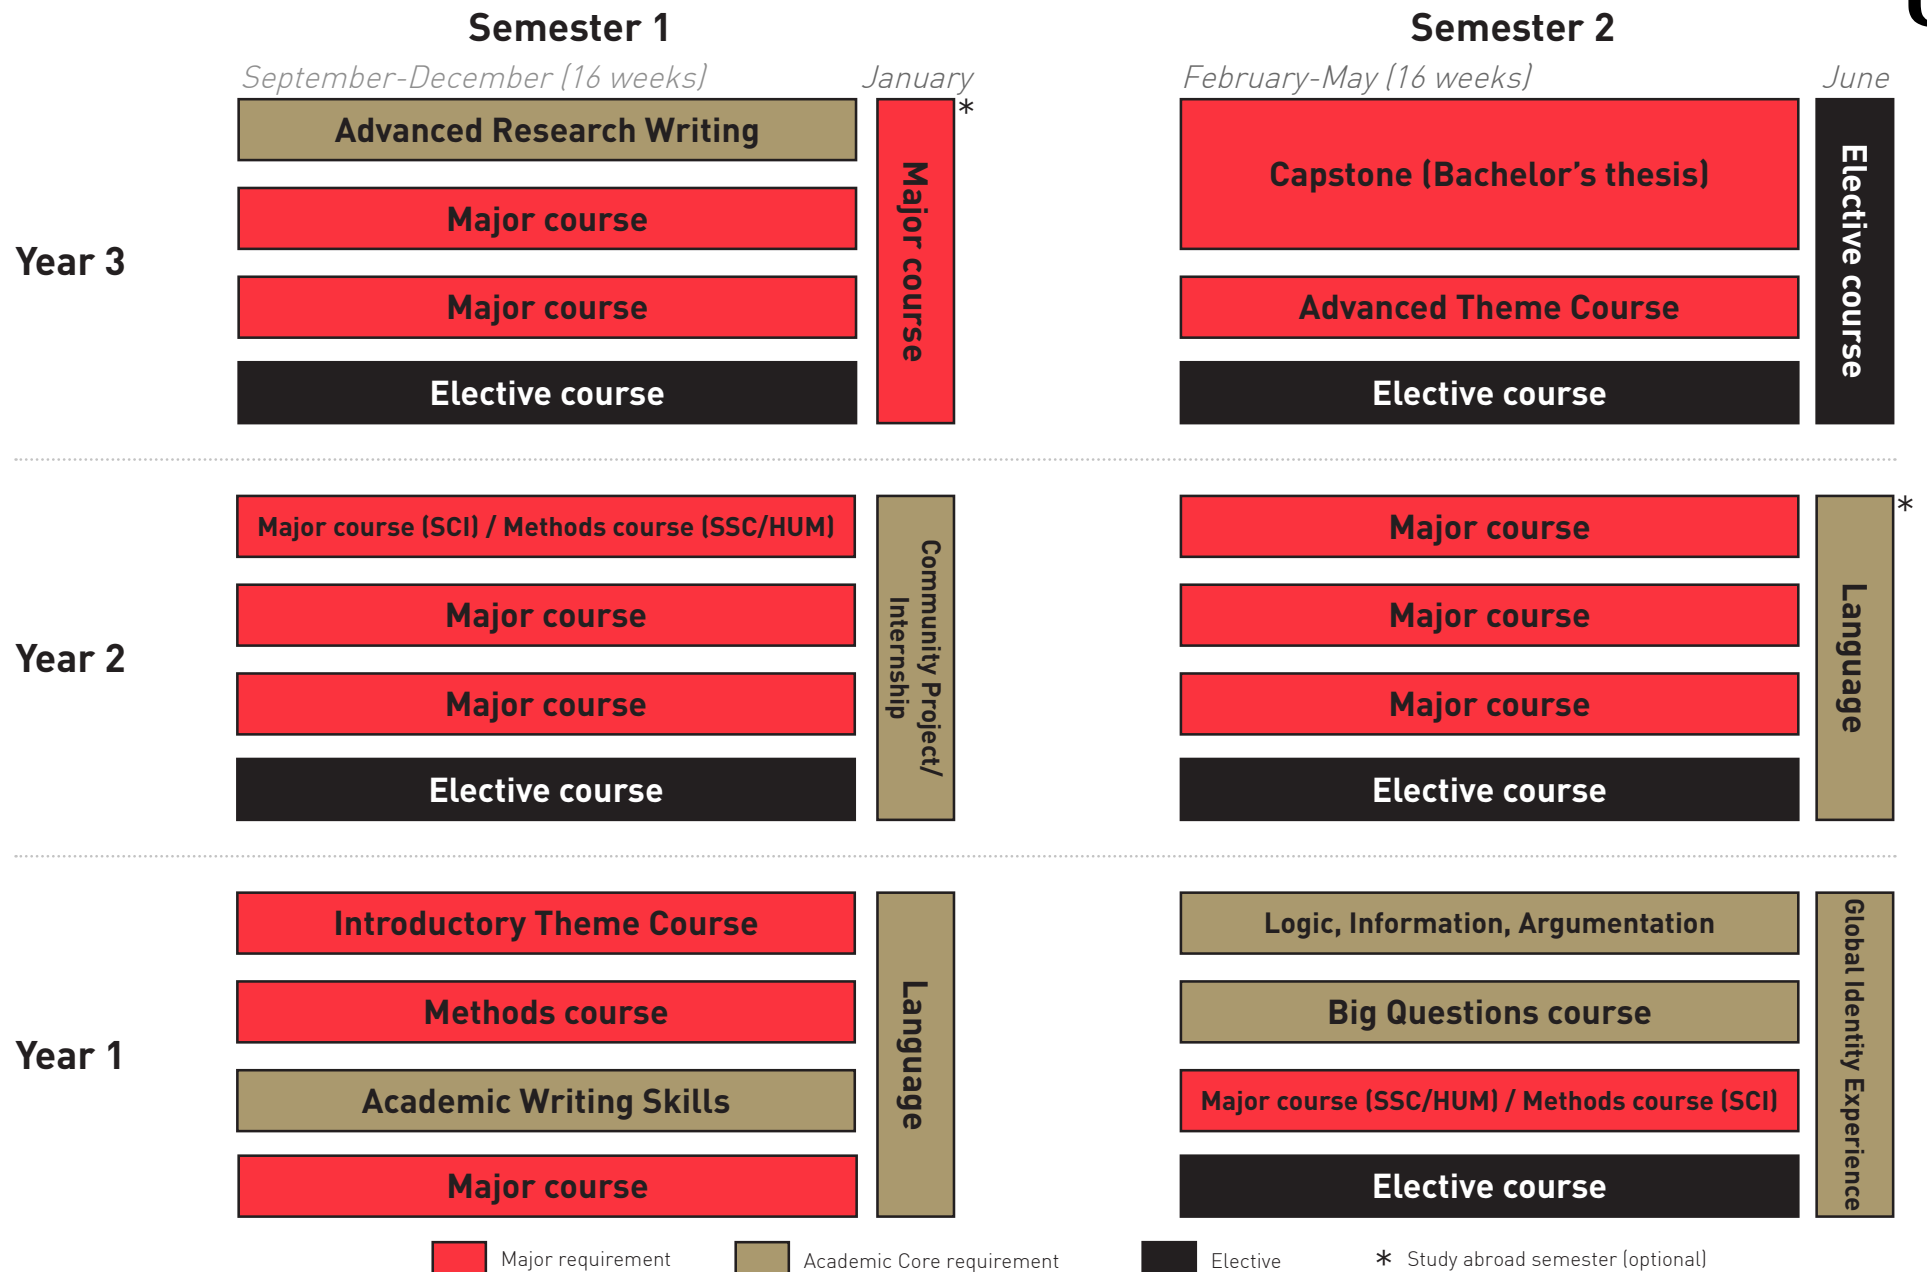 Semester 1
Semester 2
September-December (16 weeks)
January
February-May (16 weeks)
June
Year 3
Advanced Research Writing
Major course
Major course
Elective course
Major course
*
Capstone (Bachelor’s thesis)
Advanced Theme Course
Elective course
Elective course
Year 2
Major course (SCI) / Methods course (SSC/HUM)
Major course
Major course
Elective course
Community Project/
Internship
Major course
Major course
Major course
Elective course
Language
*
Year 1
Introductory Theme Course
Methods course
Academic Writing Skills
Major course
Language
Logic, Information, Argumentation
Big Questions course
Major course (SSC/HUM) / Methods course (SCI)
Elective course
Global Identity Experience
Major requirement
Academic Core requirement
Elective
* Study abroad semester (optional)